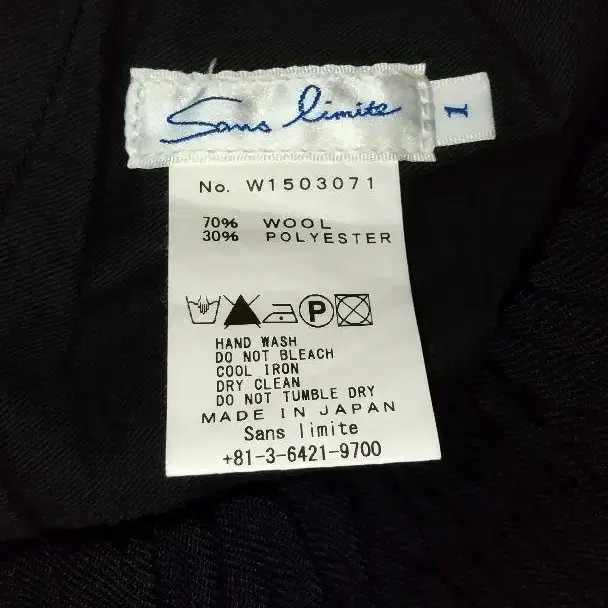 Sans limite
1
No. W1503071
70% WOOL
30% POLYESTER
P
HAND WASH
DO NOT BLEACH
COOL IRON
DRY CLEAN
DO NOT TUMBLE DRY
MADE IN JAPAN
Sans limite
+81-3-6421-9700